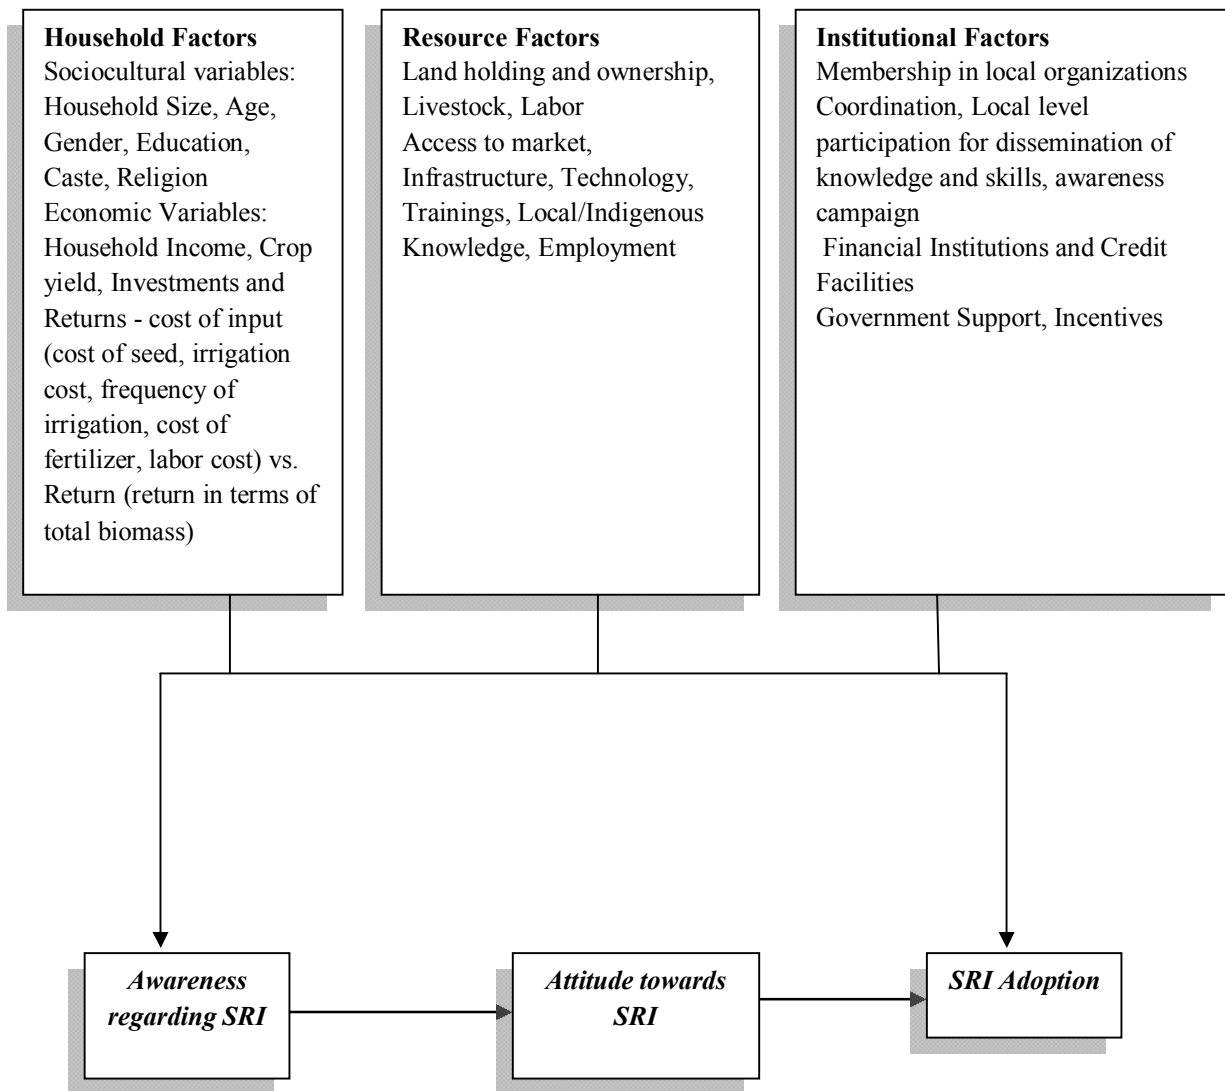 Household Factors
Sociocultural variables:
Household Size, Age,
Gender, Education,
Caste, Religion
Economic Variables:
Household Income, Crop
yield, Investments and
Returns - cost of input
(cost of seed, irrigation
cost, frequency of
irrigation, cost of
fertilizer, labor cost) vs.
Return (return in terms of
total biomass)
Resource Factors
Land holding and ownership,
Livestock, Labor
Access to market,
Infrastructure, Technology,
Trainings, Local/Indigenous
Knowledge, Employment
Institutional Factors
Membership in local organizations
Coordination, Local level
participation for dissemination of
knowledge and skills, awareness
campaign
Financial Institutions and Credit
Facilities
Government Support, Incentives
Awareness
regarding SRI
Attitude towards
SRI
SRI Adoption